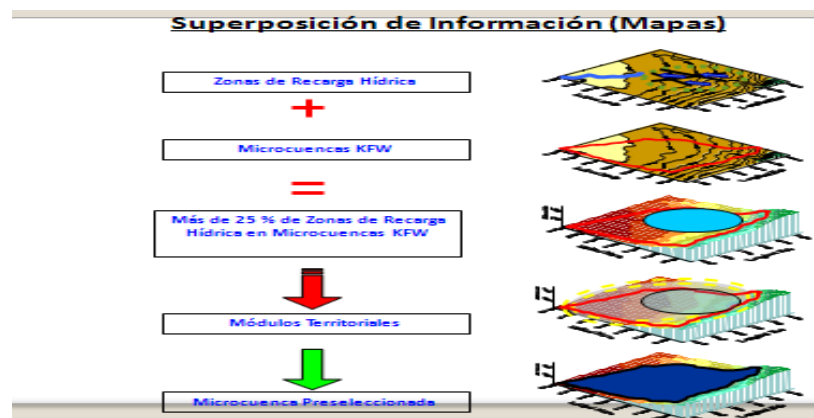 Superposición de Información (Mapas)
Zonas de Recarga Hídrica
+
Microcuencas KFW
=
Más de 25 % de Zonas de Recarga
Hídrica en Microcuencas KFW
Módulos Territoriales
Microcuenca Preseleccionada